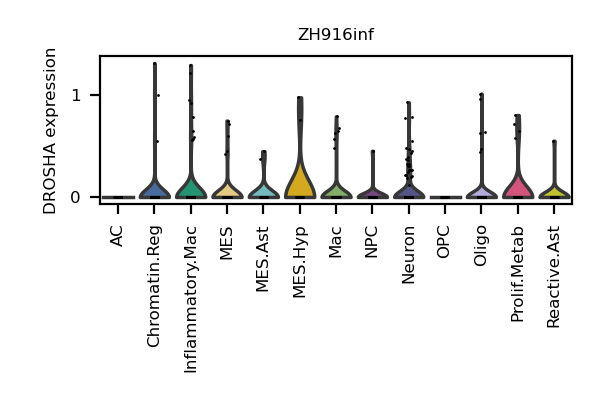 ZH916inf
DROSHA expression
1
0
AC
Chromatin.Reg
Inflammatory.Mac
MES
MES.Ast
MES.Hyp
Mac
NPC
Neuron
OPC
Oligo
Prolif.Metab
Reactive.Ast